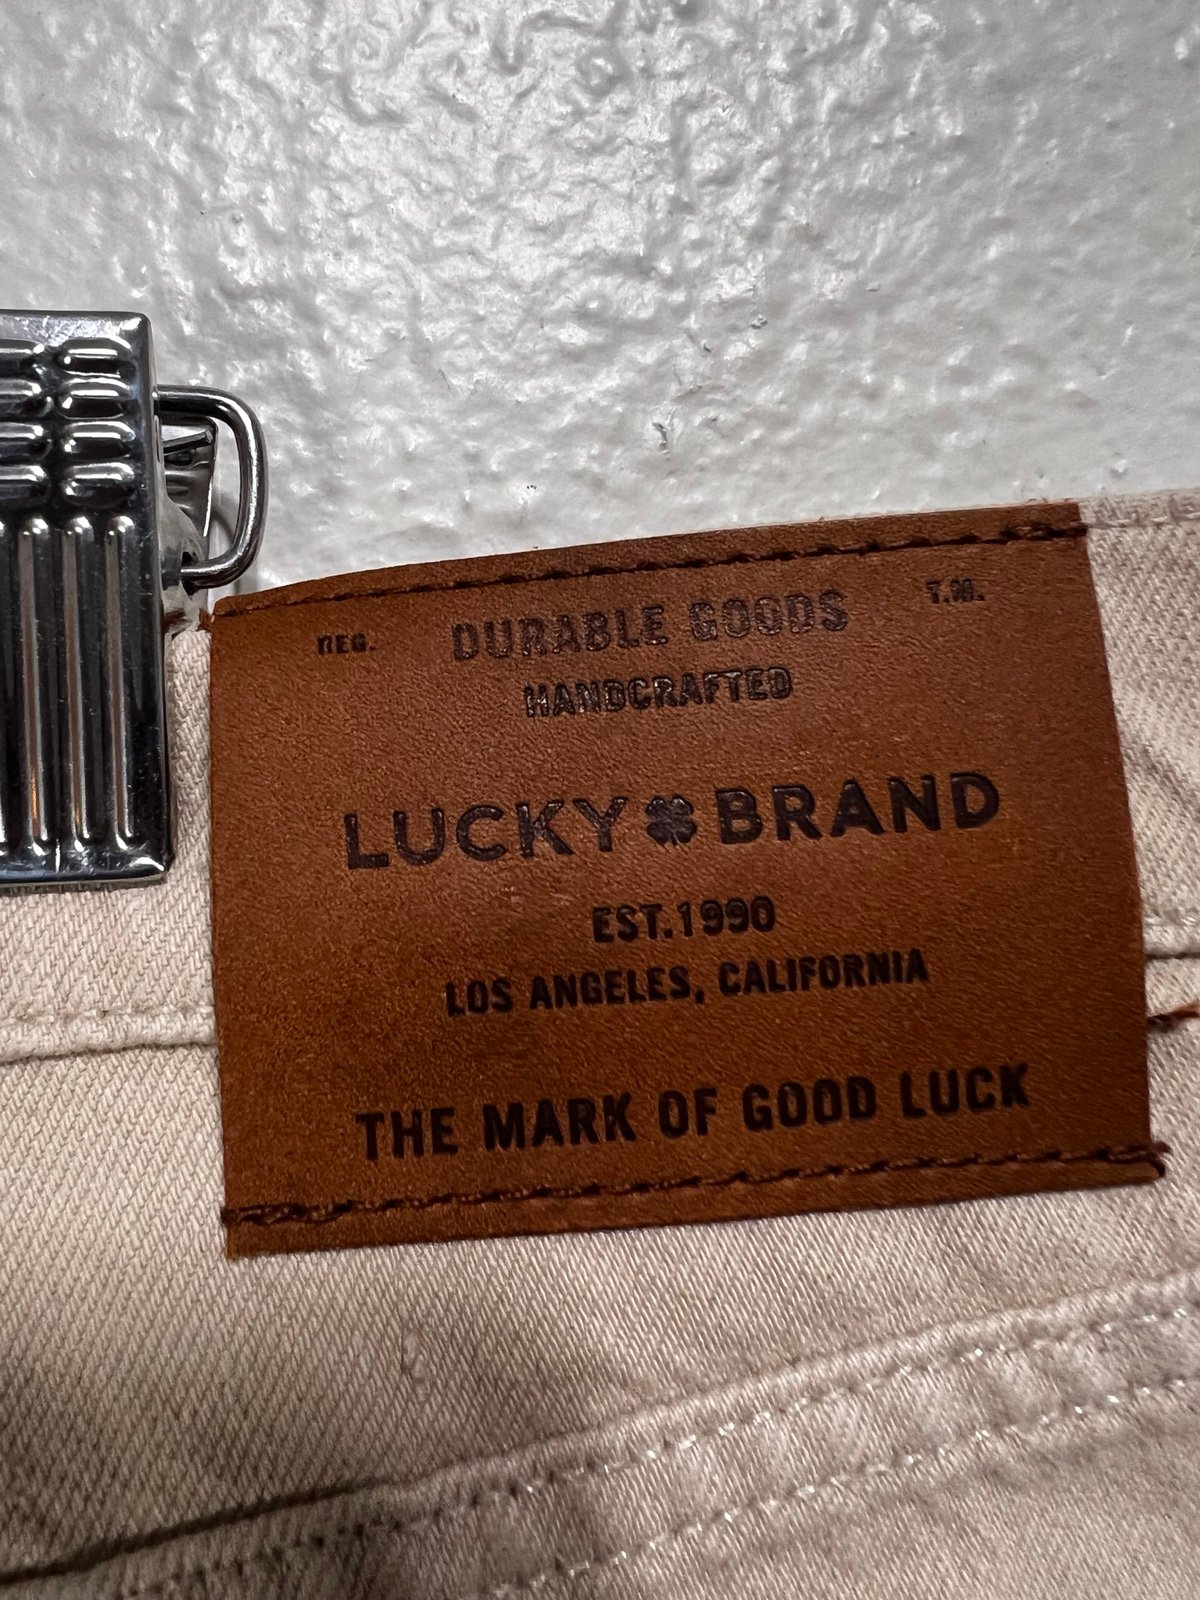 REG. DURABLE GOODS T.M.
HANDCRAFTED
LUCKY BRAND
EST.1990
LOS ANGELES, CALIFORNIA
THE MARK OF GOOD LUCK